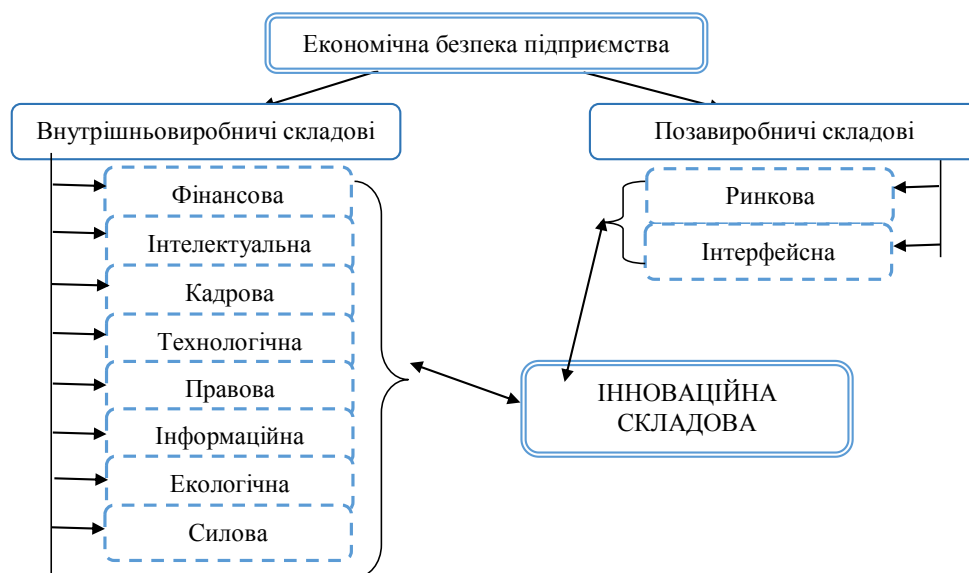 Економічна безпека підприємства
Внутрішньовиробничі складові
Позавиробничі складові
Фінансова
Інтелектуальна
Кадрова
Технологічна
Правова
Інформаційна
Екологічна
Силова
Ринкова
Інтерфейсна
ІННОВАЦІЙНА
СКЛАДОВА